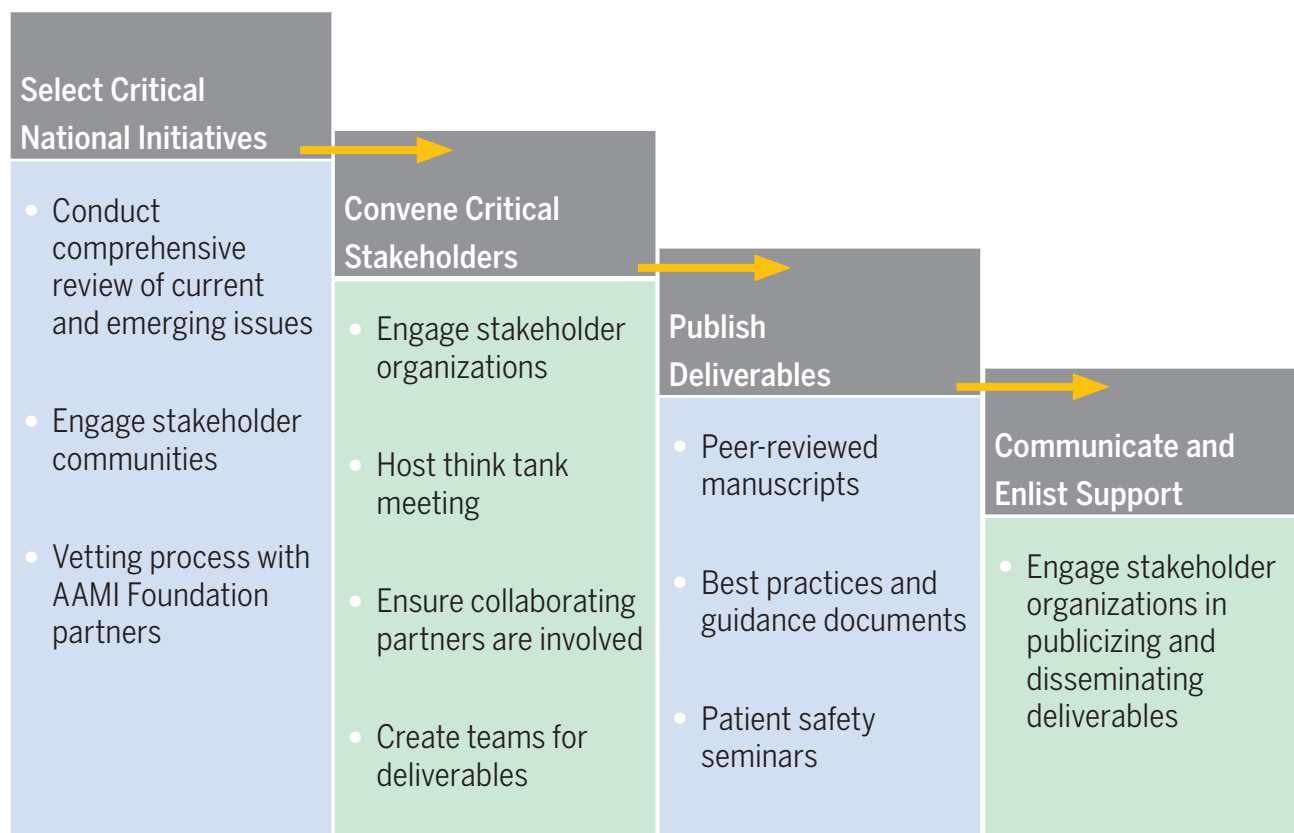 Select Critical
National Initiatives
• Conduct
comprehensive
review of current
and emerging issues
• Engage stakeholder
communities
• Vetting process with
AAMI Foundation
partners
Convene Critical
Stakeholders
• Engage stakeholder
organizations
• Host think tank
meeting
• Ensure collaborating
partners are involved
• Create teams for
deliverables
Publish
Deliverables
• Peer-reviewed
manuscripts
• Best practices and
guidance documents
• Patient safety
seminars
Communicate and
Enlist Support
• Engage stakeholder
organizations in
publicizing and
disseminating
deliverables